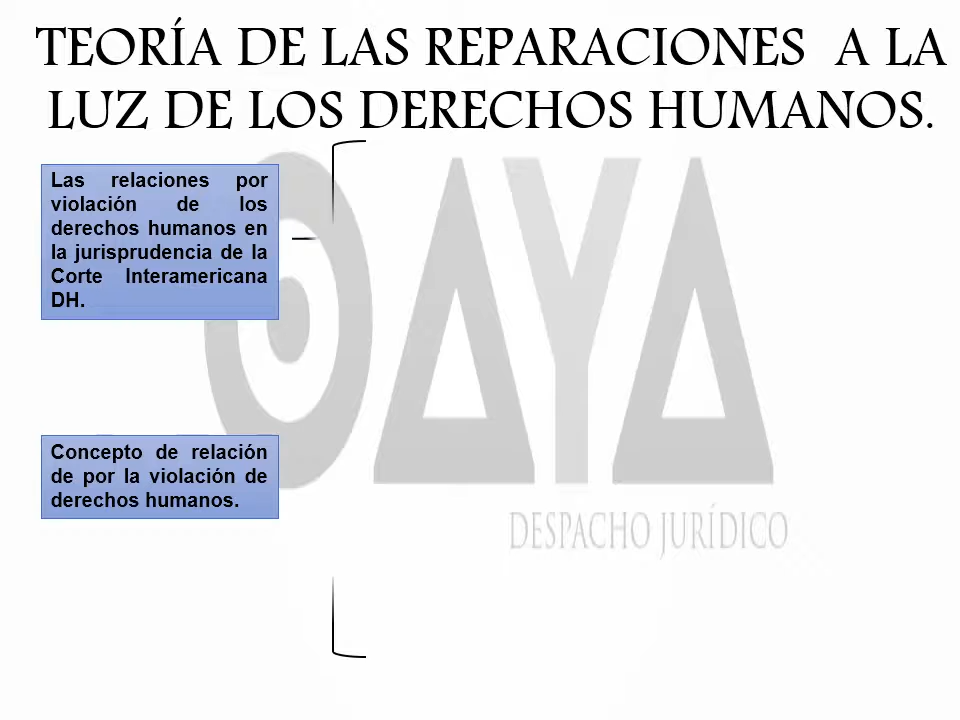 TEORÍA DE LAS REPARACIONES A LA
LUZ DE LOS DERECHOS HUMANOS.
Las relaciones por
violación de los
derechos humanos en
la jurisprudencia de la
Corte Interamericana
DH.
OAYA
DESPACHO JURÍDICO
Concepto de relación
de por la violación de
derechos humanos.